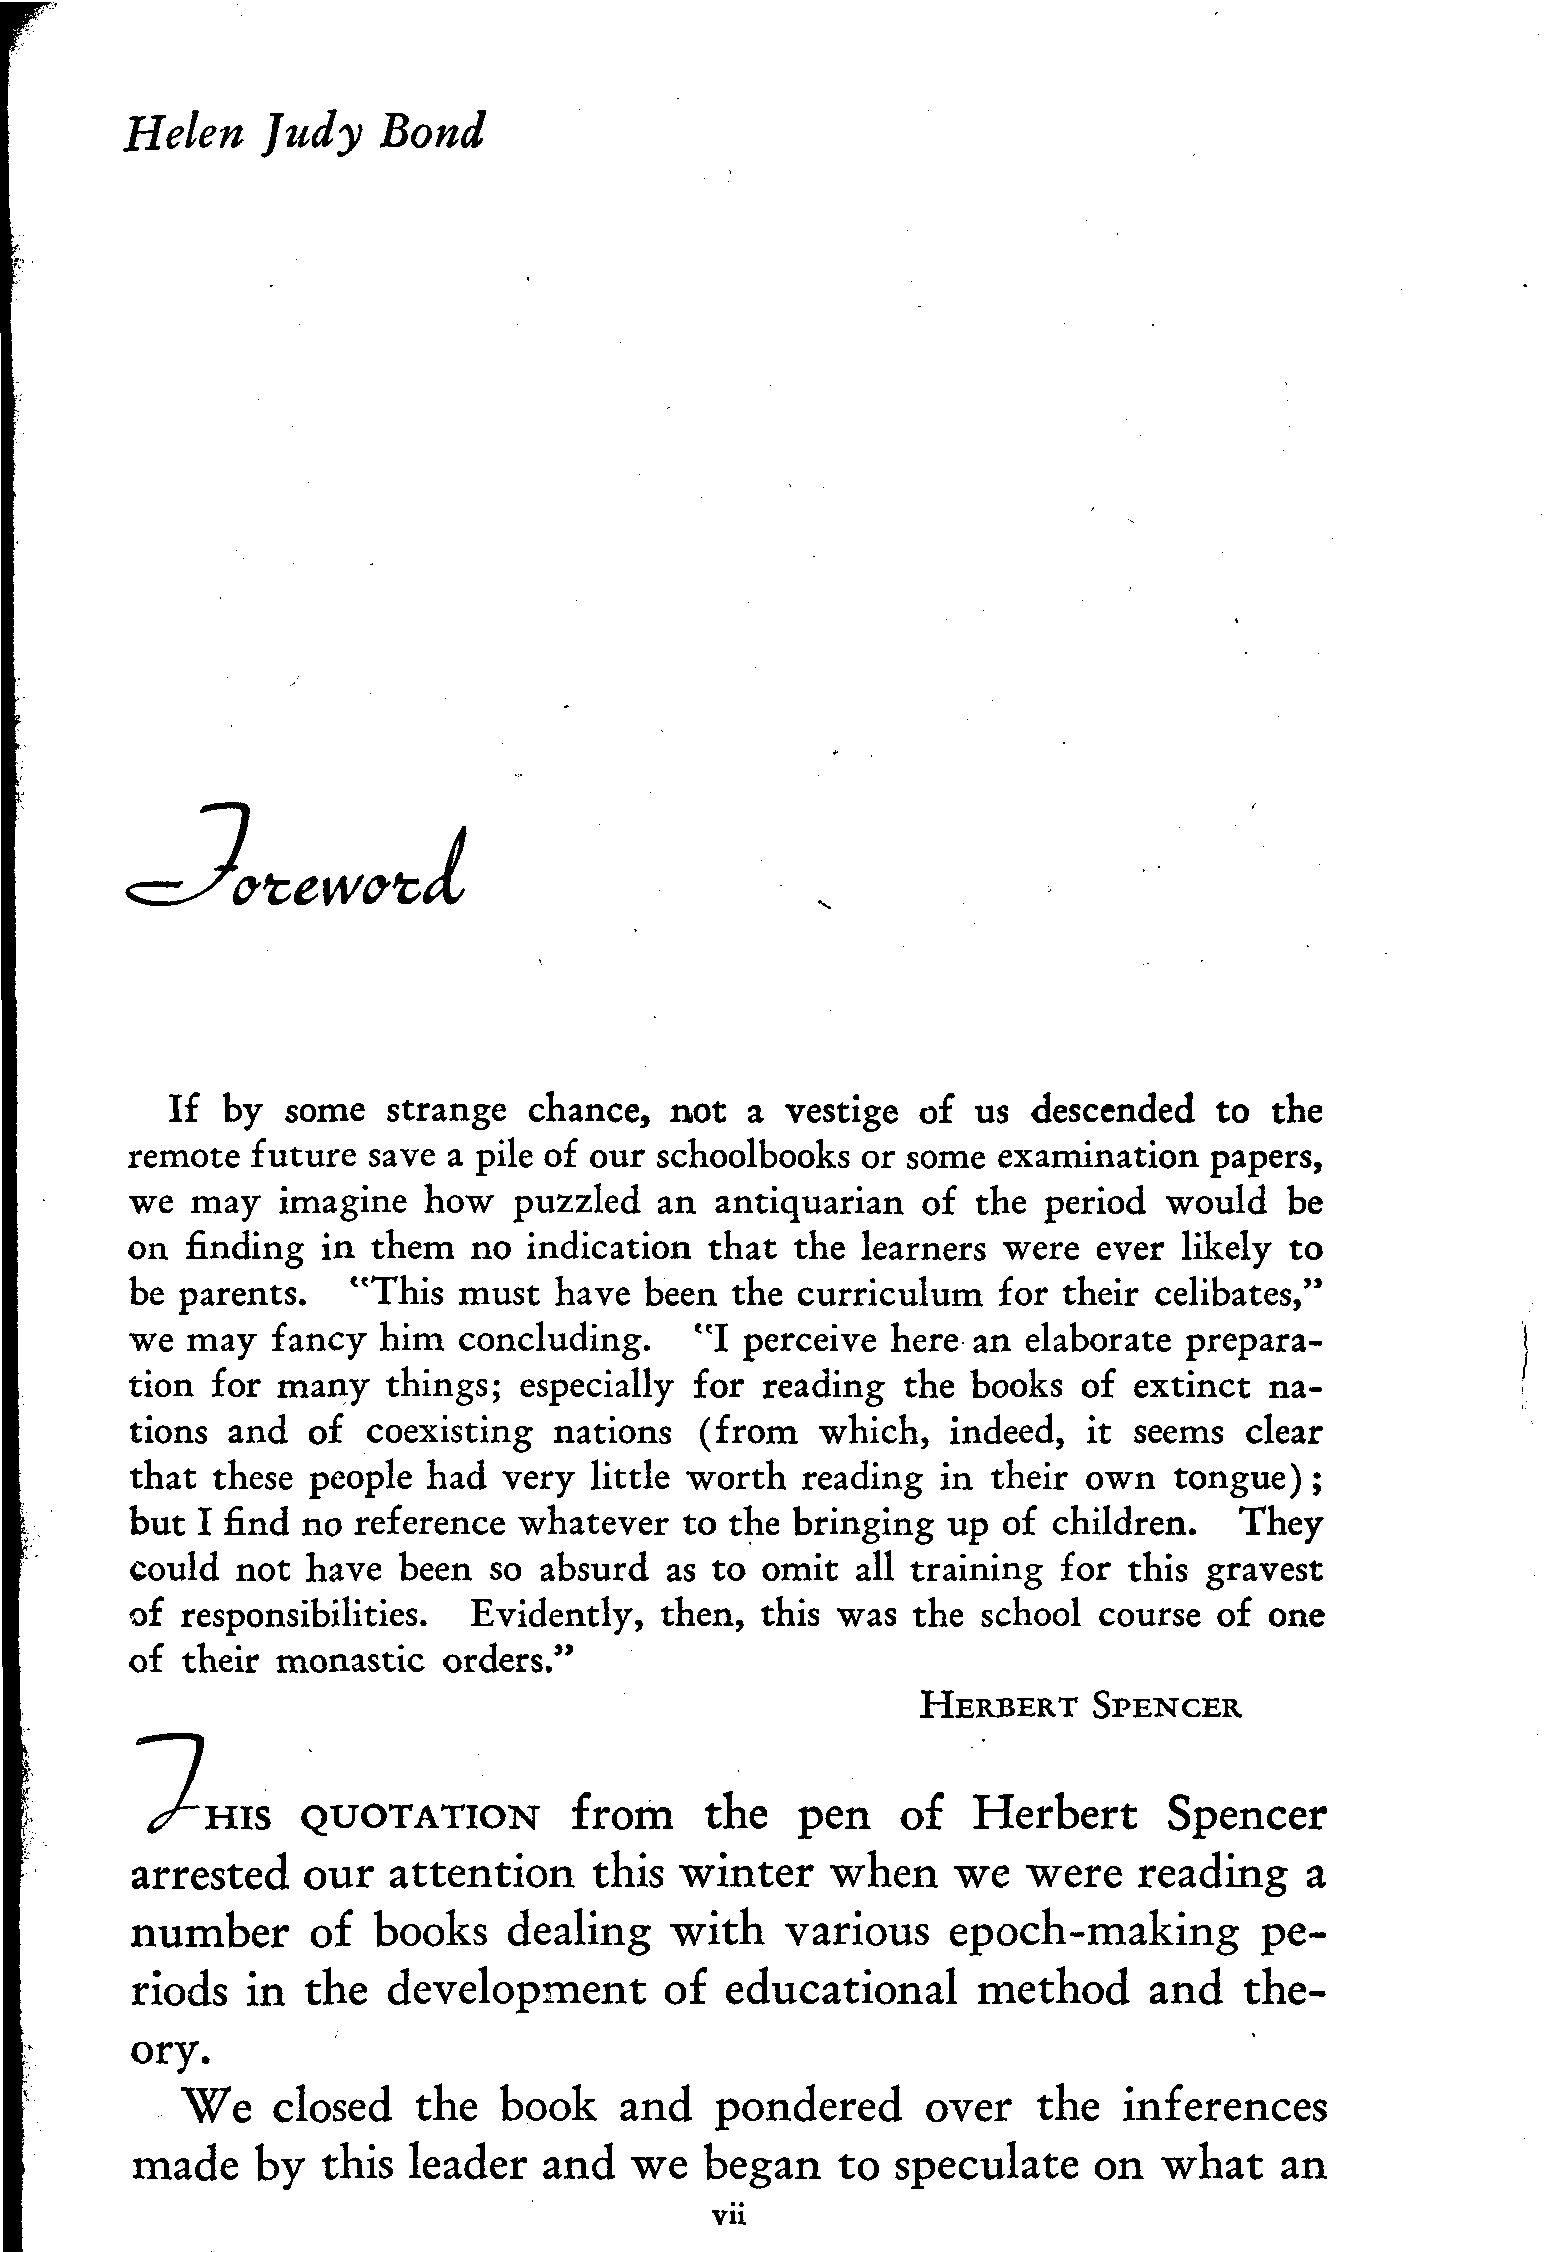 Helen Judy Bond
Foreword
If by some strange chance, not a vestige of us descended to the
remote future save a pile of our schoolbooks or some examination papers,
we may imagine how puzzled an antiquarian of the period would be
on finding in them no indication that the learners were ever likely to
be parents. "This must have been the curriculum for their celibates,"
we may fancy him concluding. "I perceive here an elaborate prepara-
tion for many things; especially for reading the books of extinct na-
tions and of coexisting nations (from which, indeed, it seems clear
that these people had very little worth reading in their own tongue);
but I find no reference whatever to the bringing up of children. They
could not have been so absurd as to omit all training for this gravest
of responsibilities. Evidently, then, this was the school course of one
of their monastic orders."
HERBERT SPENCER
THIS QUOTATION from the pen of Herbert Spencer
arrested our attention this winter when we were reading a
number of books dealing with various epoch-making pe-
riods in the development of educational method and the-
ory.
We closed the book and pondered over the inferences
made by this leader and we began to speculate on what an
vii